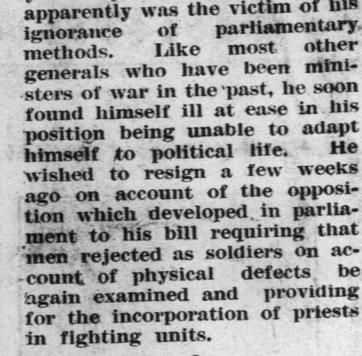 apparently was the victim of his
ignorance of parliamentary
methods. Like most other
generals who have been mini-
sters of war in the past, he soon
found himself ill at ease in his
position being unable to adapt
himself to political life. He
wished to resign a few weeks
ago on account of the opposi-
tion which developed in parlia-
ment to his bill requiring that
men rejected as soldiers on ac-
count of physical defects be
again examined and providing
for the incorporation of priests
in fighting units.